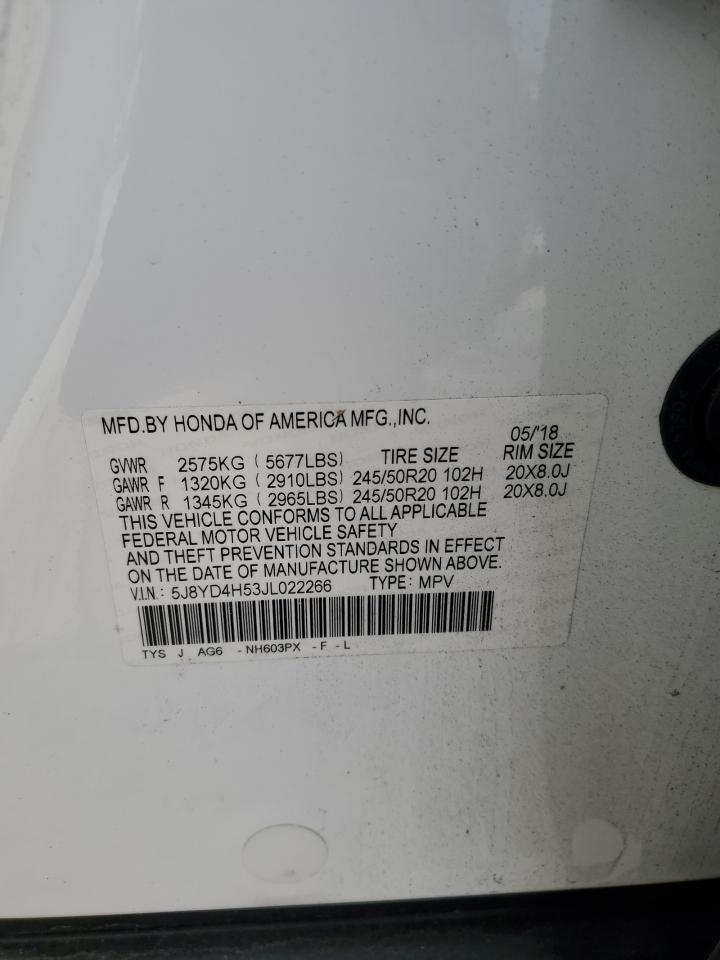 MFD.BY HONDA OF AMERICA MFG.,INC.
05/'18
GVWR 2575KG ( 5677LBS) TIRE SIZE RIM SIZE
GAWR F 1320KG ( 2910LBS) 245/50R20 102H 20X8.0J
GAWR R 1345KG ( 2965LBS) 245/50R20 102H 20X8.0J
THIS VEHICLE CONFORMS TO ALL APPLICABLE
FEDERAL MOTOR VEHICLE SAFETY
AND THEFT PREVENTION STANDARDS IN EFFECT
ON THE DATE OF MANUFACTURE SHOWN ABOVE.
V.I.N.: 5J8YD4H53JL022266 TYPE: MPV
TYS J AG6 - NH603PX - F - L